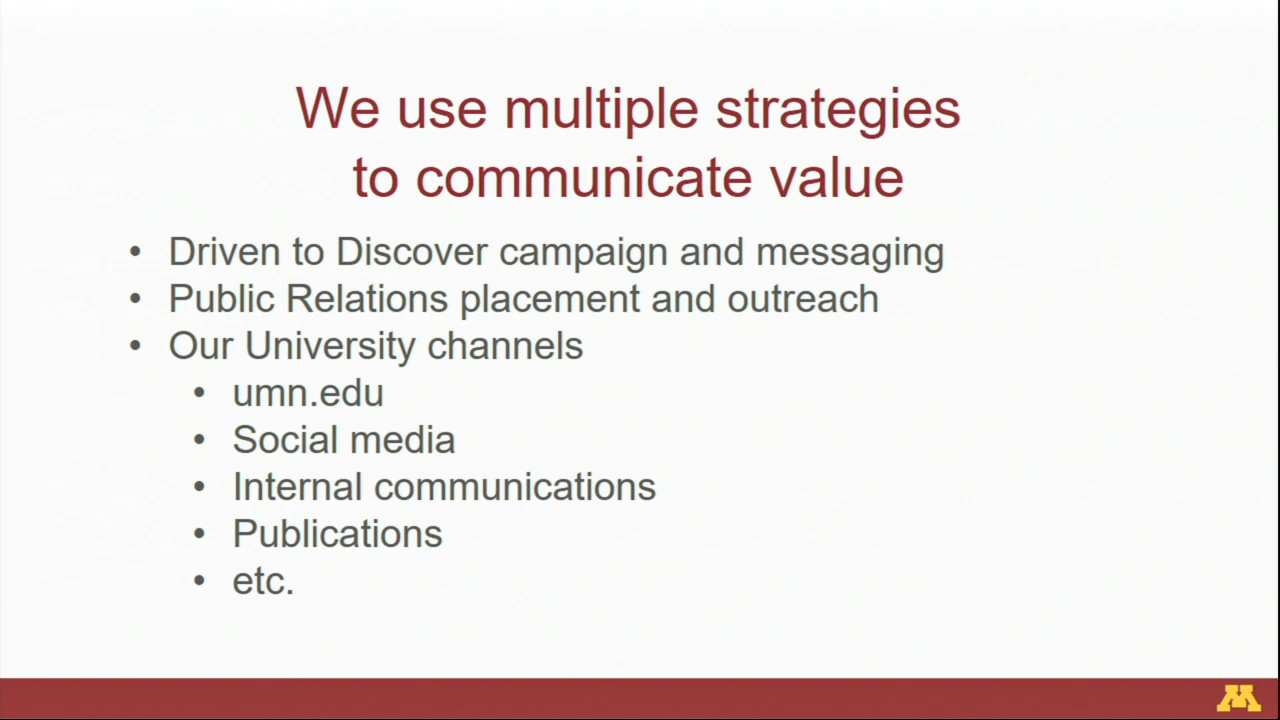 We use multiple strategies
to communicate value
• Driven to Discover campaign and messaging
• Public Relations placement and outreach
• Our University channels
• umn.edu
• Social media
• Internal communications
• Publications
• etc.
M